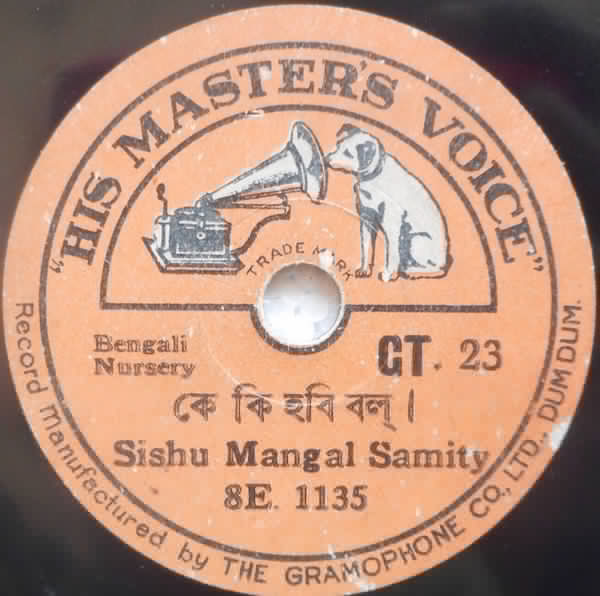 "HIS MASTER'S VOICE"
TRADE MARK
Bengali
Nursery
GT. 23
কে কি হবি বল্।
Sishu Mangal Samity
8E. 1135
Record manufactured by THE GRAMOPHONE CO., LTD., DUM DUM.